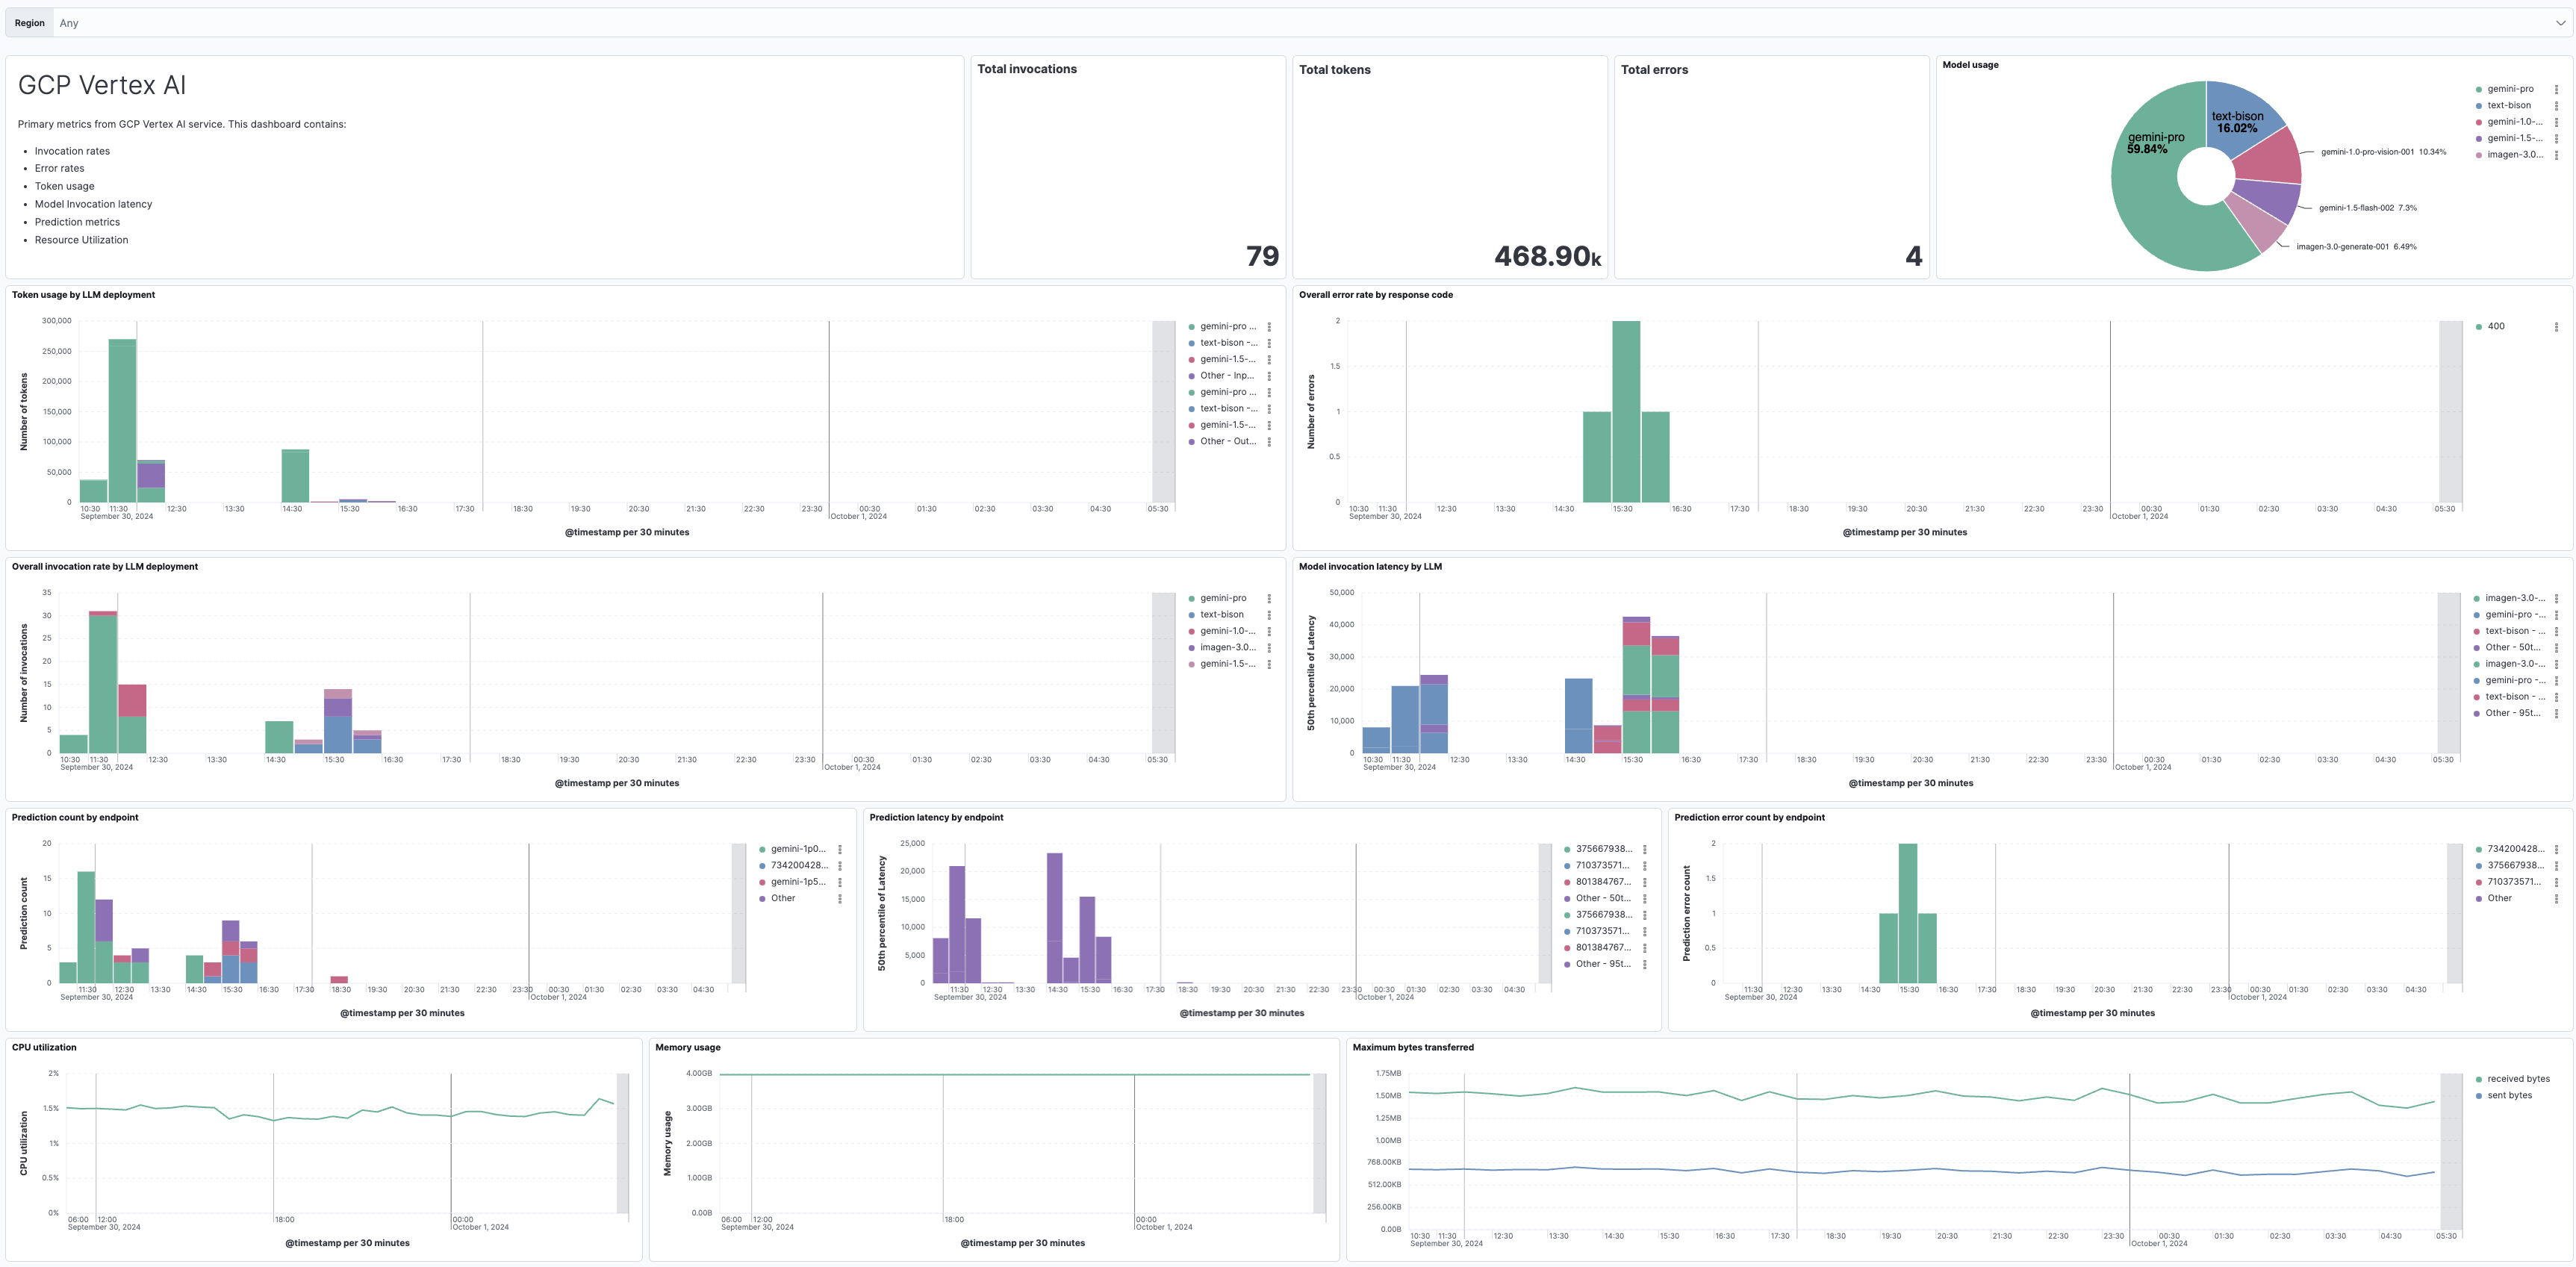 Region Any
GCP Vertex AI
Primary metrics from GCP Vertex AI service. This dashboard contains:
• Invocation rates
• Error rates
• Token usage
• Model Invocation latency
• Prediction metrics
• Resource Utilization
Total invocations
79
Total tokens
468.90k
Total errors
4
Model usage
gemini-pro
59.84%
text-bison
16.02%
gemini-1.0-pro-vision-001 10.34%
gemini-1.5-flash-002 7.3%
imagen-3.0-generate-001 6.49%
gemini-pro
text-bison
gemini-1.0-...
gemini-1.5-...
imagen-3.0...
Token usage by LLM deployment
Number of tokens
300,000
250,000
200,000
150,000
100,000
50,000
0
10:30 11:30 12:30 13:30 14:30 15:30 16:30 17:30 18:30 19:30 20:30 21:30 22:30 23:30 00:30 01:30 02:30 03:30 04:30 05:30
September 30, 2024 October 1, 2024
@timestamp per 30 minutes
gemini-pro ...
text-bison -...
gemini-1.5-...
Other - Inp...
gemini-pro ...
text-bison -...
gemini-1.5-...
Other - Out...
Overall error rate by response code
Number of errors
2
1.5
1
0.5
0
10:30 11:30 12:30 13:30 14:30 15:30 16:30 17:30 18:30 19:30 20:30 21:30 22:30 23:30 00:30 01:30 02:30 03:30 04:30 05:30
September 30, 2024 October 1, 2024
@timestamp per 30 minutes
400
Overall invocation rate by LLM deployment
Number of invocations
35
30
25
20
15
10
5
0
10:30 11:30 12:30 13:30 14:30 15:30 16:30 17:30 18:30 19:30 20:30 21:30 22:30 23:30 00:30 01:30 02:30 03:30 04:30 05:30
September 30, 2024 October 1, 2024
@timestamp per 30 minutes
gemini-pro
text-bison
gemini-1.0-...
imagen-3.0...
gemini-1.5-...
Model invocation latency by LLM
50th percentile of Latency
50,000
40,000
30,000
20,000
10,000
0
10:30 11:30 12:30 13:30 14:30 15:30 16:30 17:30 18:30 19:30 20:30 21:30 22:30 23:30 00:30 01:30 02:30 03:30 04:30 05:30
September 30, 2024 October 1, 2024
@timestamp per 30 minutes
imagen-3.0-...
gemini-pro -...
text-bison - ...
Other - 50t...
imagen-3.0-...
gemini-pro -...
text-bison - ...
Other - 95t...
Prediction count by endpoint
Prediction count
20
15
10
5
0
11:30 12:30 13:30 14:30 15:30 16:30 17:30 18:30 19:30 20:30 21:30 22:30 23:30 00:30 01:30 02:30 03:30 04:30
September 30, 2024 October 1, 2024
@timestamp per 30 minutes
gemini-1p0...
734200428...
gemini-1p5...
Other
Prediction latency by endpoint
50th percentile of Latency
25,000
20,000
15,000
10,000
5,000
0
11:30 12:30 13:30 14:30 15:30 16:30 17:30 18:30 19:30 20:30 21:30 22:30 23:30 00:30 01:30 02:30 03:30 04:30
September 30, 2024 October 1, 2024
@timestamp per 30 minutes
375667938...
710373571...
801384767...
Other - 50t...
375667938...
710373571...
801384767...
Other - 95t...
Prediction error count by endpoint
Prediction error count
2
1.5
1
0.5
0
11:30 12:30 13:30 14:30 15:30 16:30 17:30 18:30 19:30 20:30 21:30 22:30 23:30 00:30 01:30 02:30 03:30 04:30
September 30, 2024 October 1, 2024
@timestamp per 30 minutes
734200428...
375667938...
710373571...
Other
CPU utilization
CPU utilization
2%
1.5%
1%
0.5%
0%
06:00 12:00 18:00 00:00
September 30, 2024 October 1, 2024
@timestamp per 30 minutes
Memory usage
Memory usage
4.00GB
3.00GB
2.00GB
1.00GB
0.00B
06:00 12:00 18:00 00:00
September 30, 2024 October 1, 2024
@timestamp per 30 minutes
Maximum bytes transferred
1.75MB
1.50MB
1.25MB
1.00MB
768.00KB
512.00KB
256.00KB
0.00B
10:30 11:30 12:30 13:30 14:30 15:30 16:30 17:30 18:30 19:30 20:30 21:30 22:30 23:30 00:30 01:30 02:30 03:30 04:30 05:30
September 30, 2024 October 1, 2024
@timestamp per 30 minutes
received bytes
sent bytes